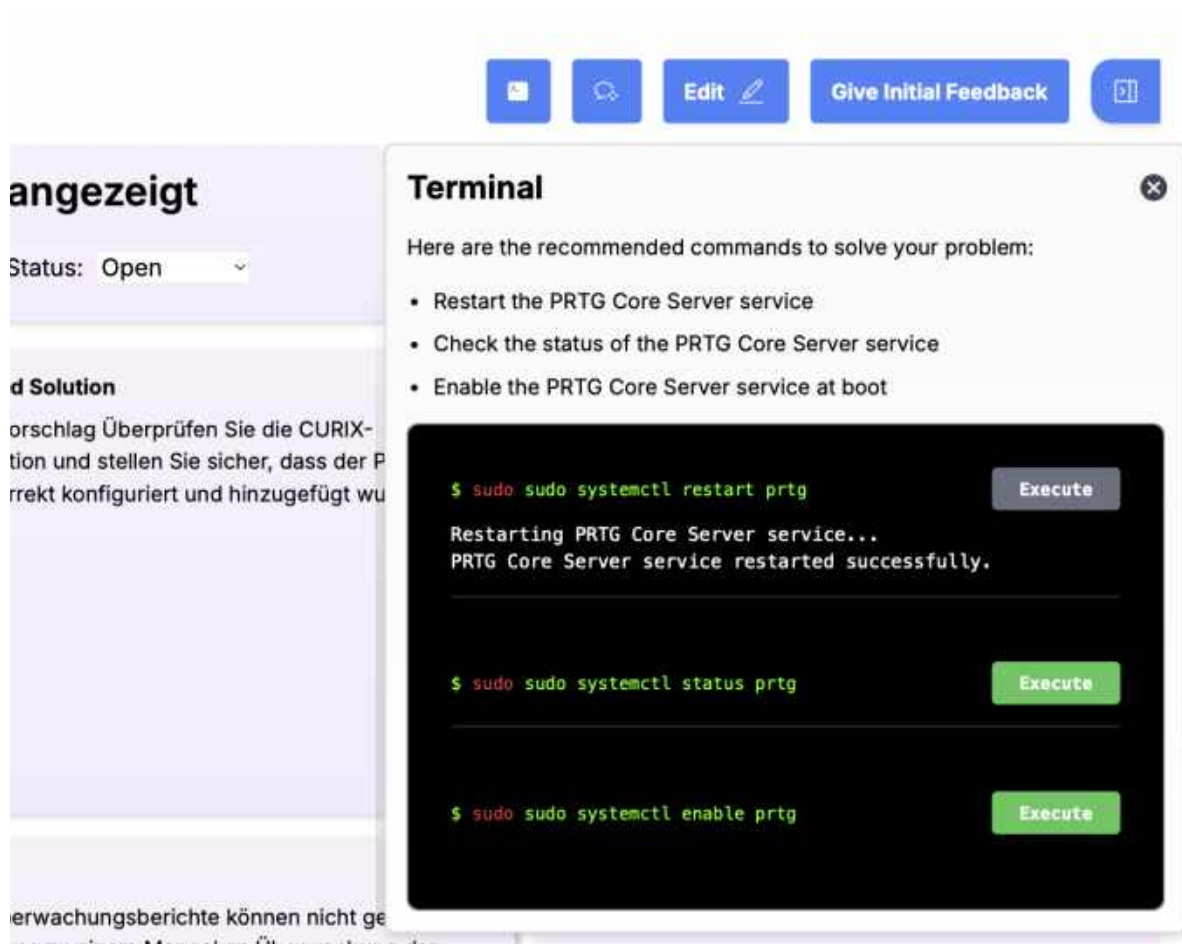 Edit
Give Initial Feedback
angezeigt
Status: Open
d Solution
orschlag Überprüfen Sie die CURIX-
tion und stellen Sie sicher, dass der P
rrekt konfiguriert und hinzugefügt wu
erwachungsberichte können nicht ge
Terminal
Here are the recommended commands to solve your problem:
• Restart the PRTG Core Server service
• Check the status of the PRTG Core Server service
• Enable the PRTG Core Server service at boot
$ sudo sudo systemctl restart prtg
Execute
Restarting PRTG Core Server service...
PRTG Core Server service restarted successfully.
$ sudo sudo systemctl status prtg
Execute
$ sudo sudo systemctl enable prtg
Execute